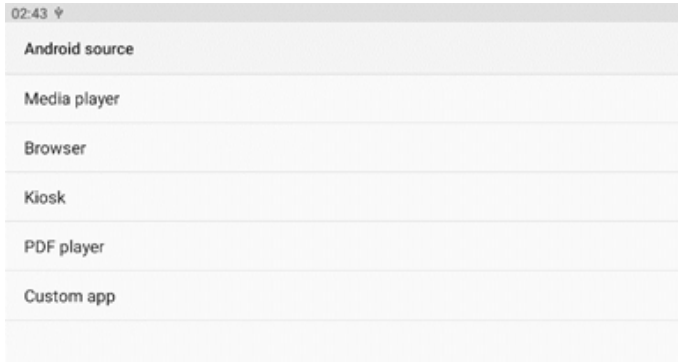 02:43
Android source
Media player
Browser
Kiosk
PDF player
Custom app